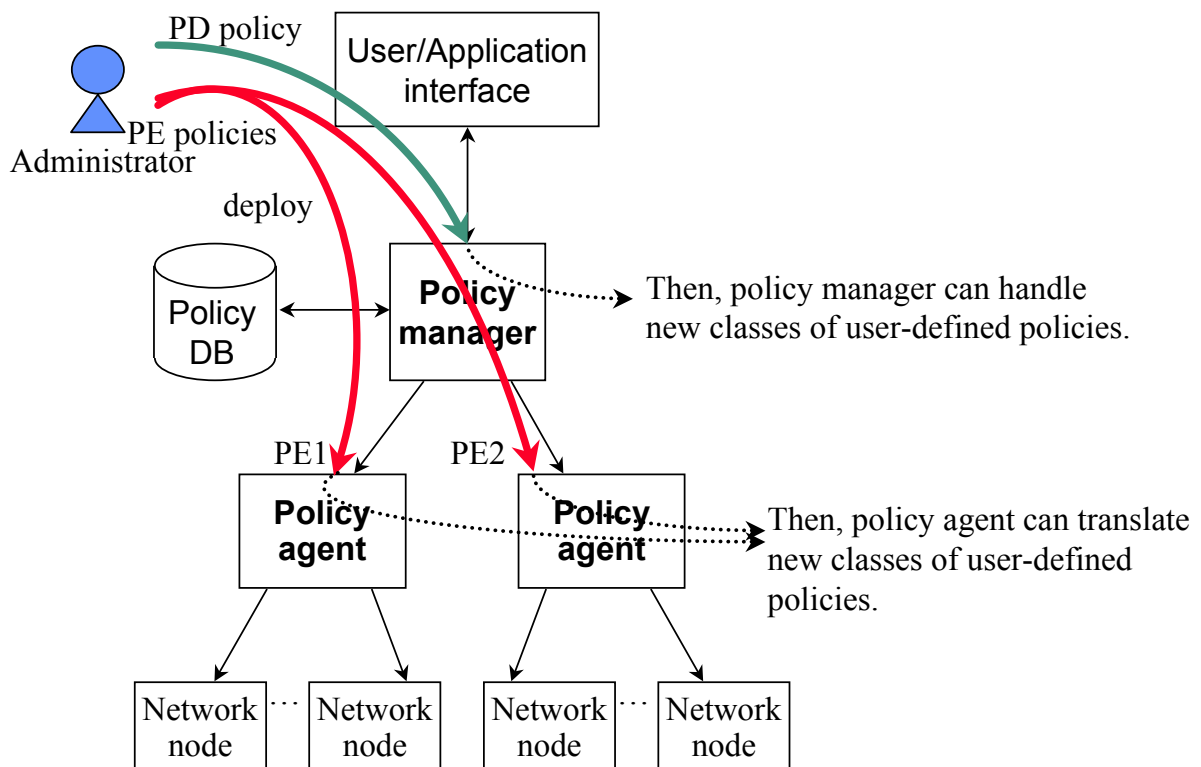 PD policy
User/Application
interface
PE policies
Administrator
deploy
Policy
DB
Policy
manager
Then, policy manager can handle
new classes of user-defined policies.
PE1
PE2
Policy
agent
Policy
agent
Then, policy agent can translate
new classes of user-defined
policies.
Network
node
...
Network
node
Network
node
...
Network
node